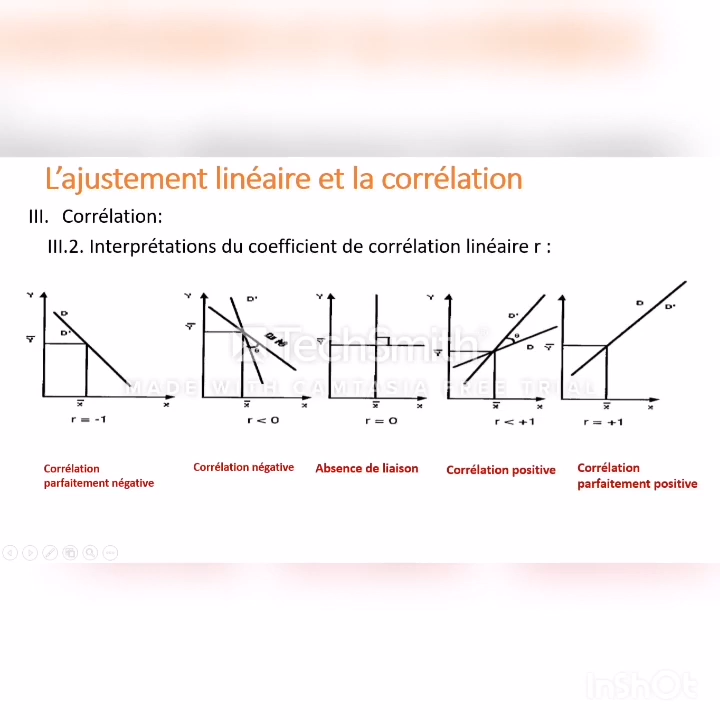 L'ajustement linéaire et la corrélation
III. Corrélation:
III.2. Interprétations du coefficient de corrélation linéaire r :
Y D D' Y̅ X̅ X
Y D' Y̅ θ X̅ X
Y Y̅ X̅ X
Y D' θ D Y̅ X̅ X
D D' Y̅ X̅ X
TechSmith
MADE WITH CAMTASIA FREE TRIAL
r = -1 r < 0 r = 0 r < +1 r = +1
Corrélation parfaitement négative
Corrélation négative
Absence de liaison
Corrélation positive
Corrélation parfaitement positive
InShOt